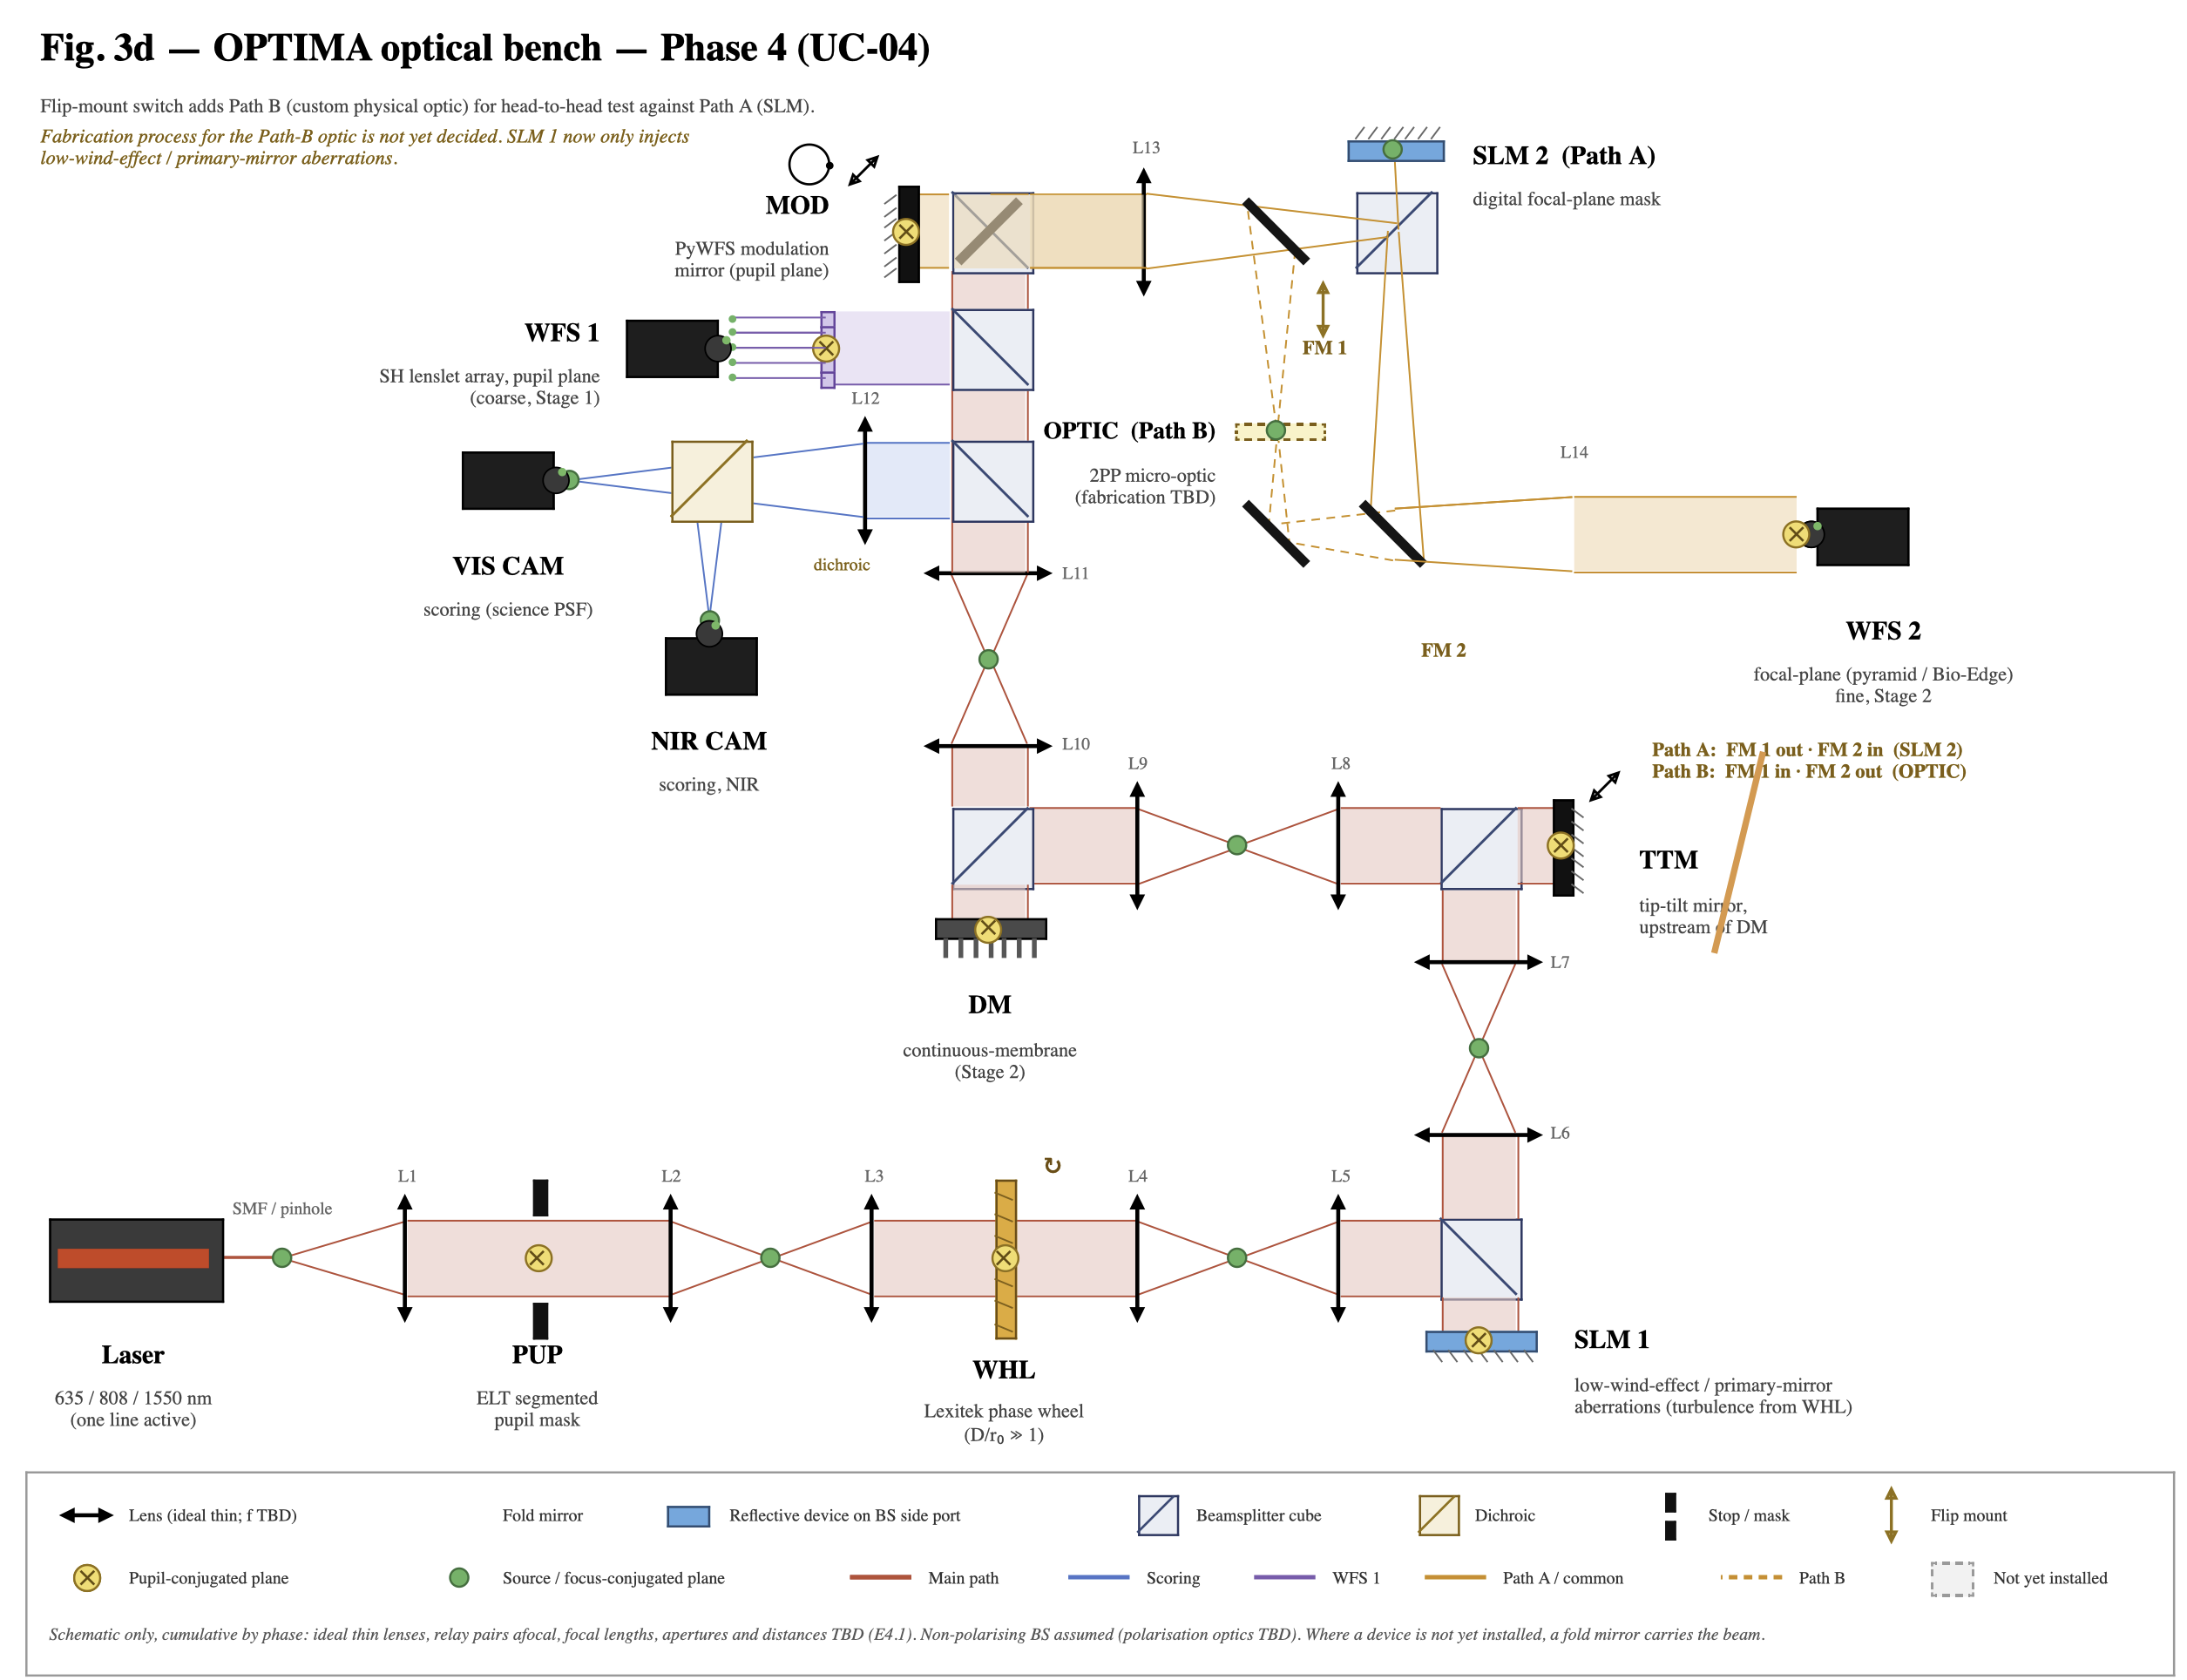 Fig. 3d — OPTIMA optical bench — Phase 4 (UC-04)
Flip-mount switch adds Path B (custom physical optic) for head-to-head test against Path A (SLM).
Fabrication process for the Path-B optic is not yet decided. SLM 1 now only injects
low-wind-effect / primary-mirror aberrations.
MOD
PyWFS modulation
mirror (pupil plane)
L13
SLM 2 (Path A)
digital focal-plane mask
WFS 1
SH lenslet array, pupil plane
(coarse, Stage 1)
FM 1
L12
OPTIC (Path B)
2PP micro-optic
(fabrication TBD)
L14
VIS CAM
scoring (science PSF)
dichroic
L11
WFS 2
focal-plane (pyramid / Bio-Edge)
fine, Stage 2
FM 2
NIR CAM
scoring, NIR
L10
L9
L8
Path A: FM 1 out · FM 2 in (SLM 2)
Path B: FM 1 in · FM 2 out (OPTIC)
TTM
tip-tilt mirror,
upstream of DM
DM
continuous-membrane
(Stage 2)
L7
L6
SMF / pinhole
L1
L2
L3
↻
L4
L5
Laser
635 / 808 / 1550 nm
(one line active)
PUP
ELT segmented
pupil mask
WHL
Lexitek phase wheel
(D/r₀ ≫ 1)
SLM 1
low-wind-effect / primary-mirror
aberrations (turbulence from WHL)
Lens (ideal thin; f TBD)
Fold mirror
Reflective device on BS side port
Beamsplitter cube
Dichroic
Stop / mask
Flip mount
Pupil-conjugated plane
Source / focus-conjugated plane
Main path
Scoring
WFS 1
Path A / common
Path B
Not yet installed
Schematic only, cumulative by phase: ideal thin lenses, relay pairs afocal, focal lengths, apertures and distances TBD (E4.1). Non-polarising BS assumed (polarisation optics TBD). Where a device is not yet installed, a fold mirror carries the beam.